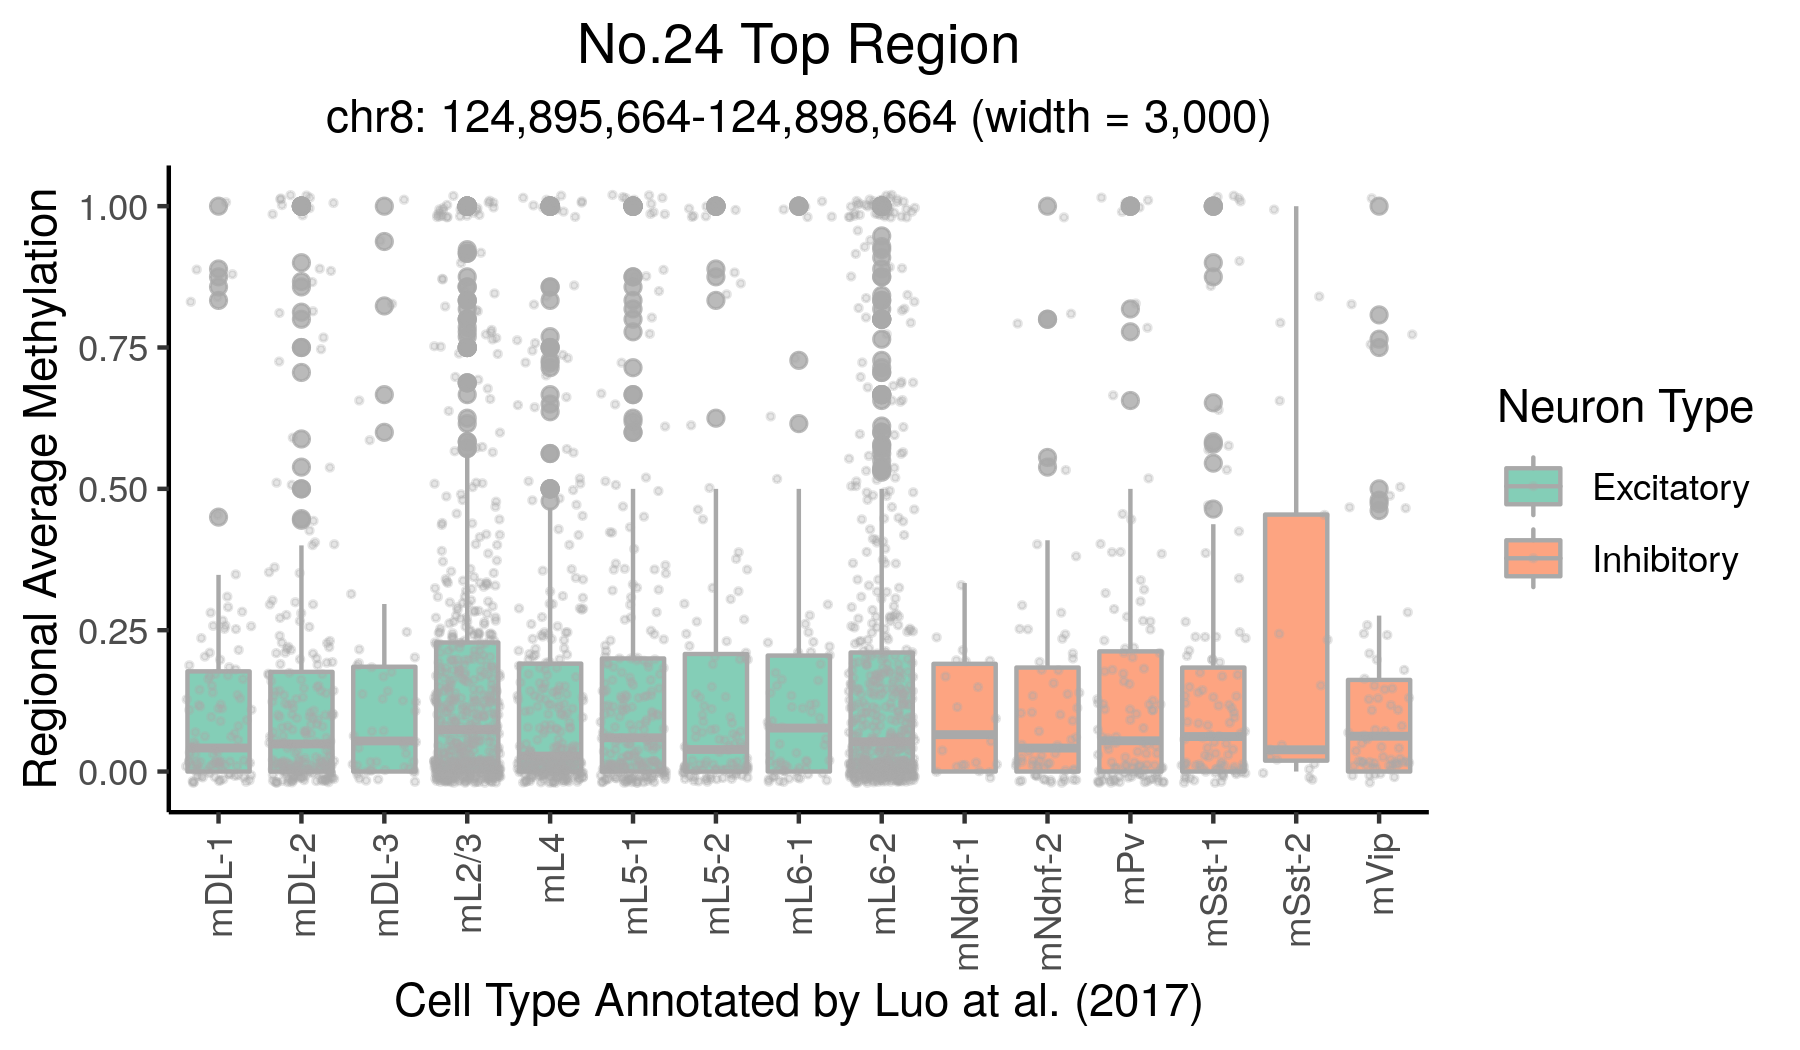 No.24 Top Region
chr8: 124,895,664-124,898,664 (width = 3,000)
Regional Average Methylation
1.00
0.75
0.50
0.25
0.00
mDL-1
mDL-2
mDL-3
mL2/3
mL4
mL5-1
mL5-2
mL6-1
mL6-2
mNdnf-1
mNdnf-2
mPv
mSst-1
mSst-2
mVip
Cell Type Annotated by Luo at al. (2017)
Neuron Type
Excitatory
Inhibitory